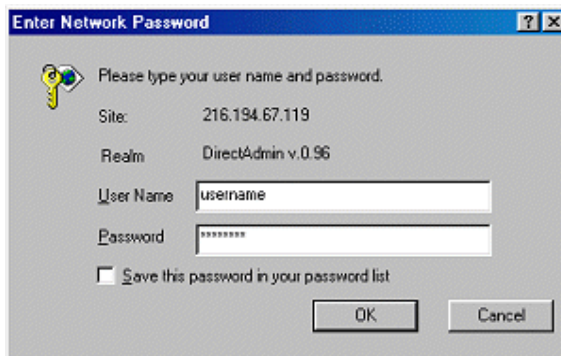 Enter Network Password
Please type your user name and password.
Site: 216.194.67.119
Realm DirectAdmin v.0.96
User Name username
Password ********
Save this password in your password list
OK Cancel